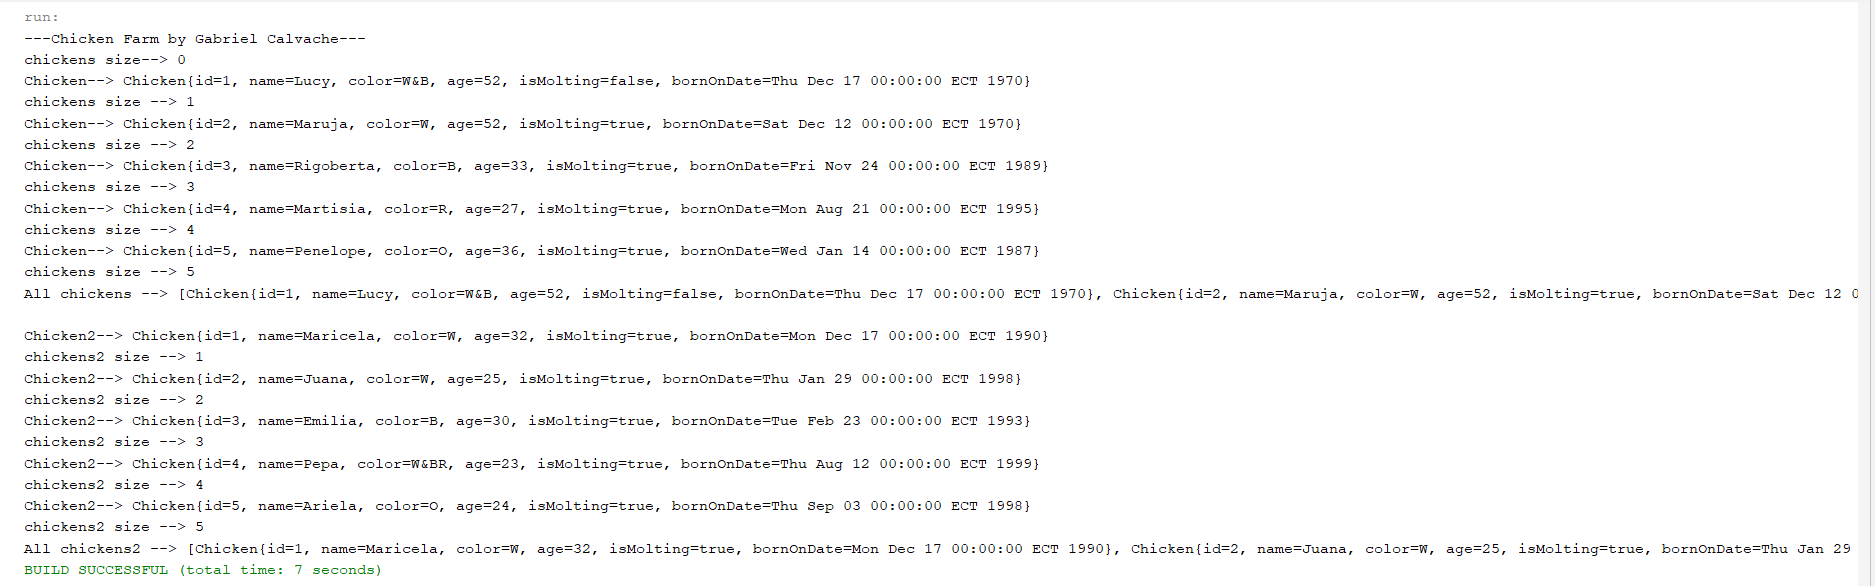 run:
---Chicken Farm by Gabriel Calvache---
chickens size--> 0
Chicken--> Chicken{id=1, name=Lucy, color=W&B, age=52, isMolting=false, bornOnDate=Thu Dec 17 00:00:00 ECT 1970}
chickens size --> 1
Chicken--> Chicken{id=2, name=Maruja, color=W, age=52, isMolting=true, bornOnDate=Sat Dec 12 00:00:00 ECT 1970}
chickens size --> 2
Chicken--> Chicken{id=3, name=Rigoberta, color=B, age=33, isMolting=true, bornOnDate=Fri Nov 24 00:00:00 ECT 1989}
chickens size --> 3
Chicken--> Chicken{id=4, name=Martisia, color=R, age=27, isMolting=true, bornOnDate=Mon Aug 21 00:00:00 ECT 1995}
chickens size --> 4
Chicken--> Chicken{id=5, name=Penelope, color=O, age=36, isMolting=true, bornOnDate=Wed Jan 14 00:00:00 ECT 1987}
chickens size --> 5
All chickens --> [Chicken{id=1, name=Lucy, color=W&B, age=52, isMolting=false, bornOnDate=Thu Dec 17 00:00:00 ECT 1970}, Chicken{id=2, name=Maruja, color=W, age=52, isMolting=true, bornOnDate=Sat Dec 12 0
Chicken2--> Chicken{id=1, name=Maricela, color=W, age=32, isMolting=true, bornOnDate=Mon Dec 17 00:00:00 ECT 1990}
chickens2 size --> 1
Chicken2--> Chicken{id=2, name=Juana, color=W, age=25, isMolting=true, bornOnDate=Thu Jan 29 00:00:00 ECT 1998}
chickens2 size --> 2
Chicken2--> Chicken{id=3, name=Emilia, color=B, age=30, isMolting=true, bornOnDate=Tue Feb 23 00:00:00 ECT 1993}
chickens2 size --> 3
Chicken2--> Chicken{id=4, name=Pepa, color=W&BR, age=23, isMolting=true, bornOnDate=Thu Aug 12 00:00:00 ECT 1999}
chickens2 size --> 4
Chicken2--> Chicken{id=5, name=Ariela, color=O, age=24, isMolting=true, bornOnDate=Thu Sep 03 00:00:00 ECT 1998}
chickens2 size --> 5
All chickens2 --> [Chicken{id=1, name=Maricela, color=W, age=32, isMolting=true, bornOnDate=Mon Dec 17 00:00:00 ECT 1990}, Chicken{id=2, name=Juana, color=W, age=25, isMolting=true, bornOnDate=Thu Jan 29
BUILD SUCCESSFUL (total time: 7 seconds)